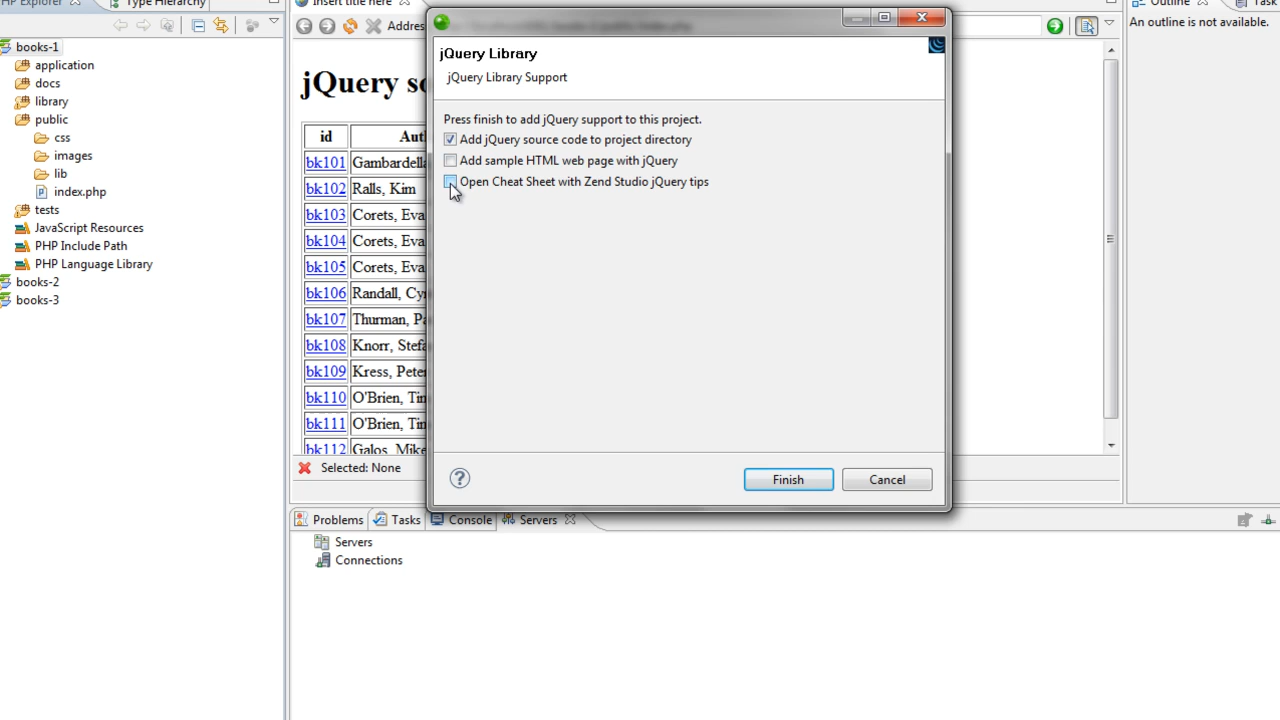 PHP Explorer
Type Hierarchy
books-1
application
docs
library
public
css
images
lib
index.php
tests
JavaScript Resources
PHP Include Path
PHP Language Library
books-2
books-3
Insert title here
Addres
jQuery so
id Aut
bk101 Gambardella
bk102 Ralls, Kim
bk103 Corets, Eva
bk104 Corets, Eva
bk105 Corets, Eva
bk106 Randall, Cyn
bk107 Thurman, Pa
bk108 Knorr, Stefa
bk109 Kress, Peter
bk110 O'Brien, Tim
bk111 O'Brien, Tim
bk112 Galos, Mike
Selected: None
jQuery Library
jQuery Library Support
Press finish to add jQuery support to this project.
Add jQuery source code to project directory
Add sample HTML web page with jQuery
Open Cheat Sheet with Zend Studio jQuery tips
?
Finish
Cancel
Outline
Task
An outline is not available.
Problems
Tasks
Console
Servers
Servers
Connections